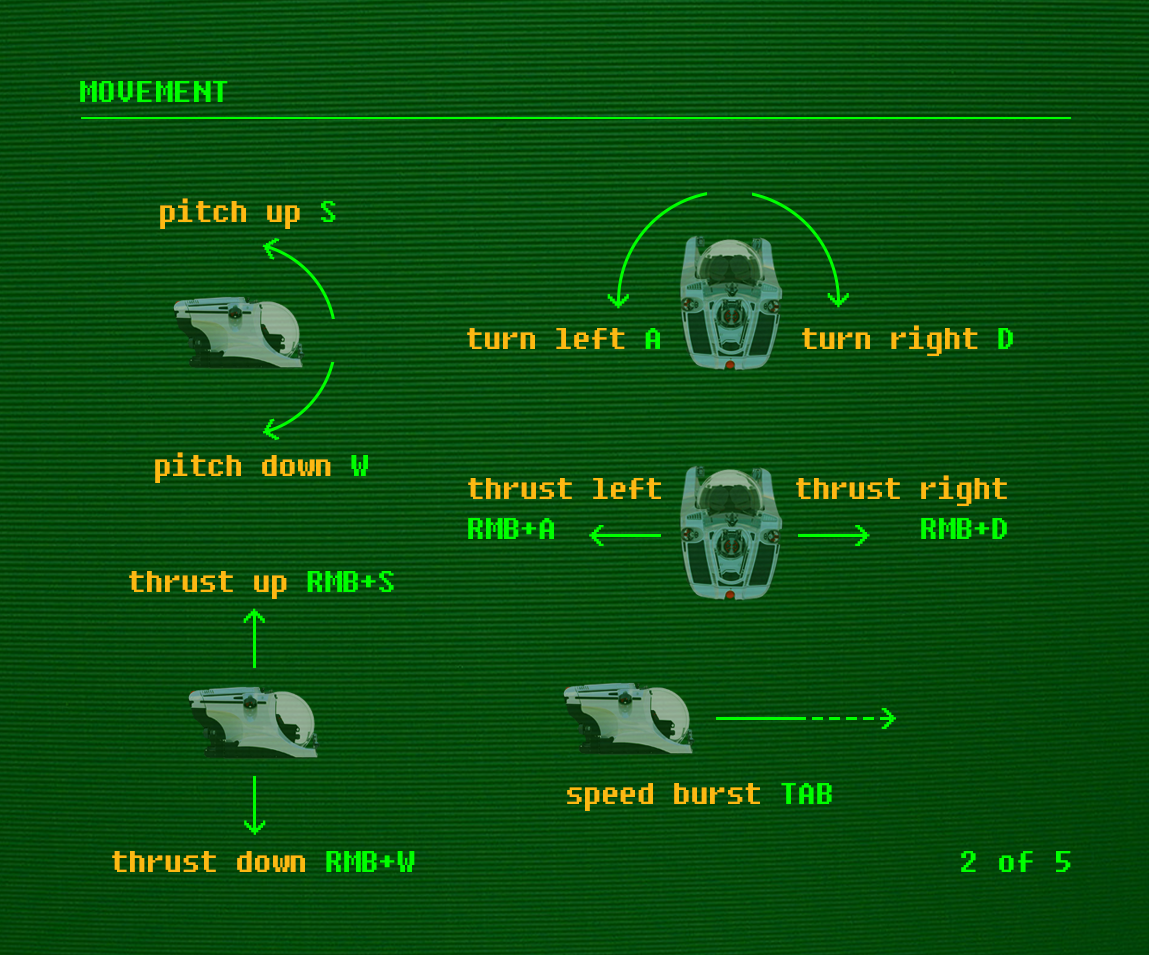 MOVEMENT
pitch up S
turn left A
turn right D
pitch down W
thrust left
RMB+A
thrust right
RMB+D
thrust up RMB+S
speed burst TAB
thrust down RMB+W
2 of 5